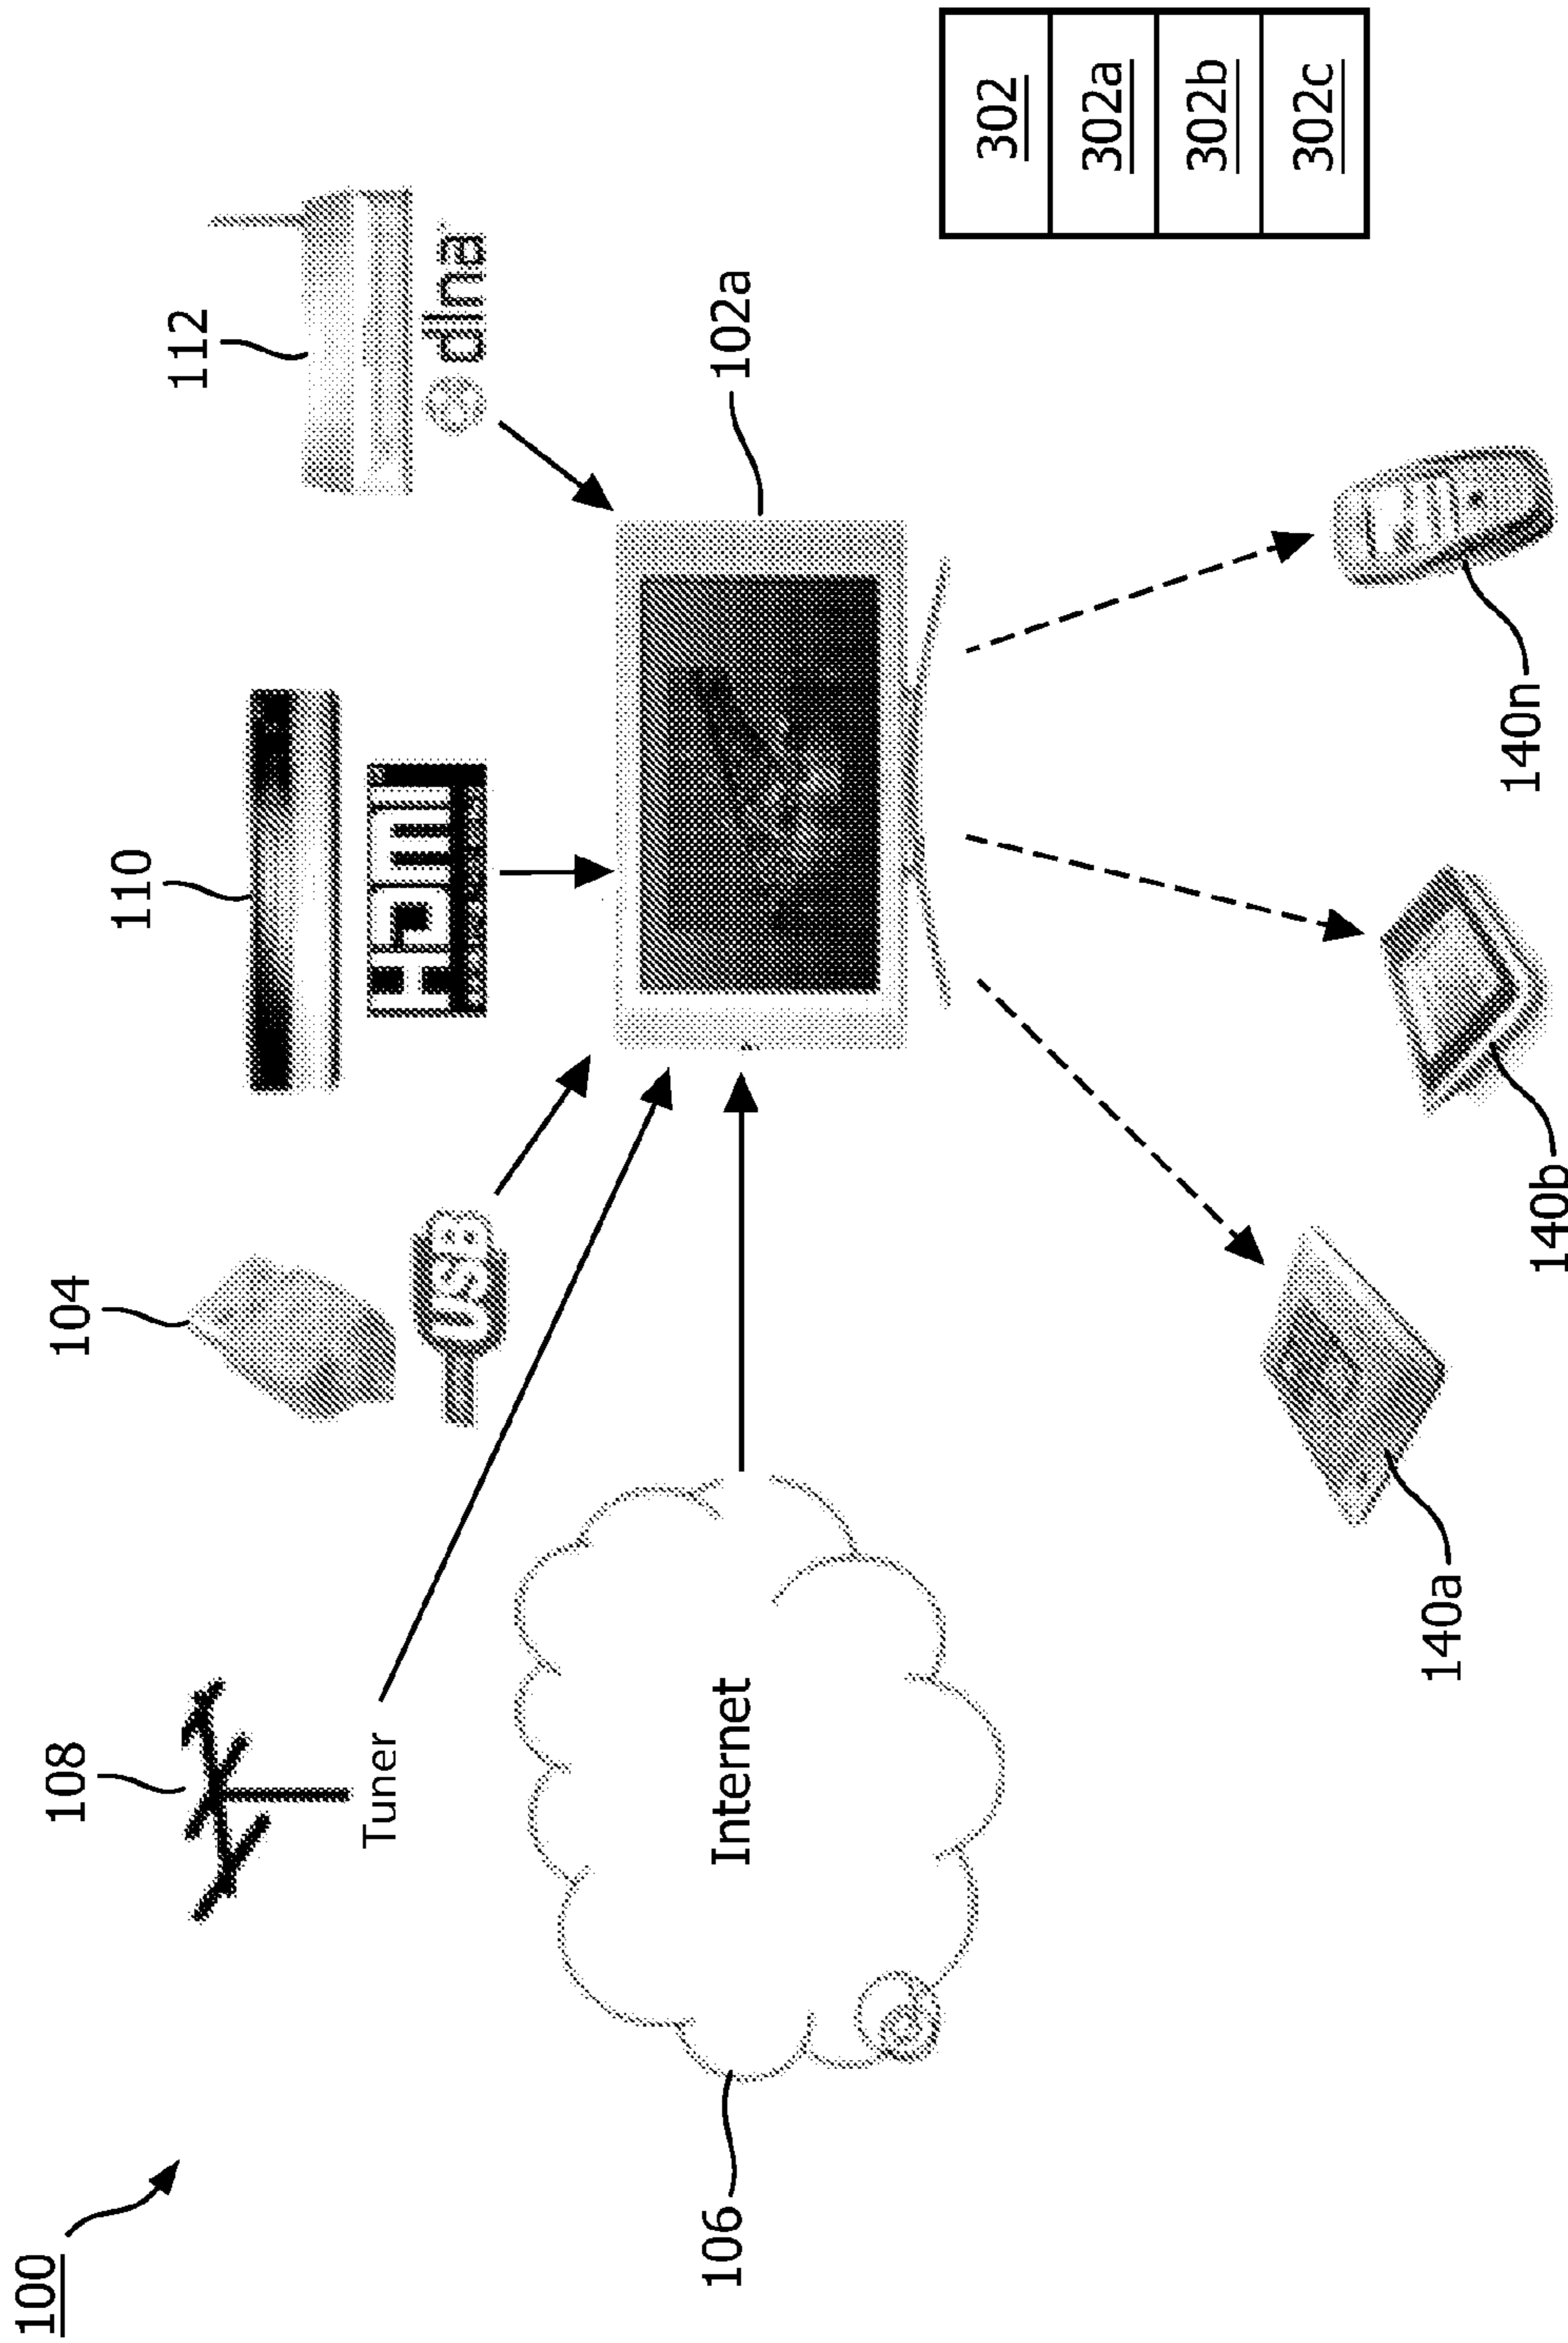 100
108
Tuner
104
USB
110
HDMI
112
dlna
106
Internet
102a
140a
140b
140n
302
302a
302b
302c